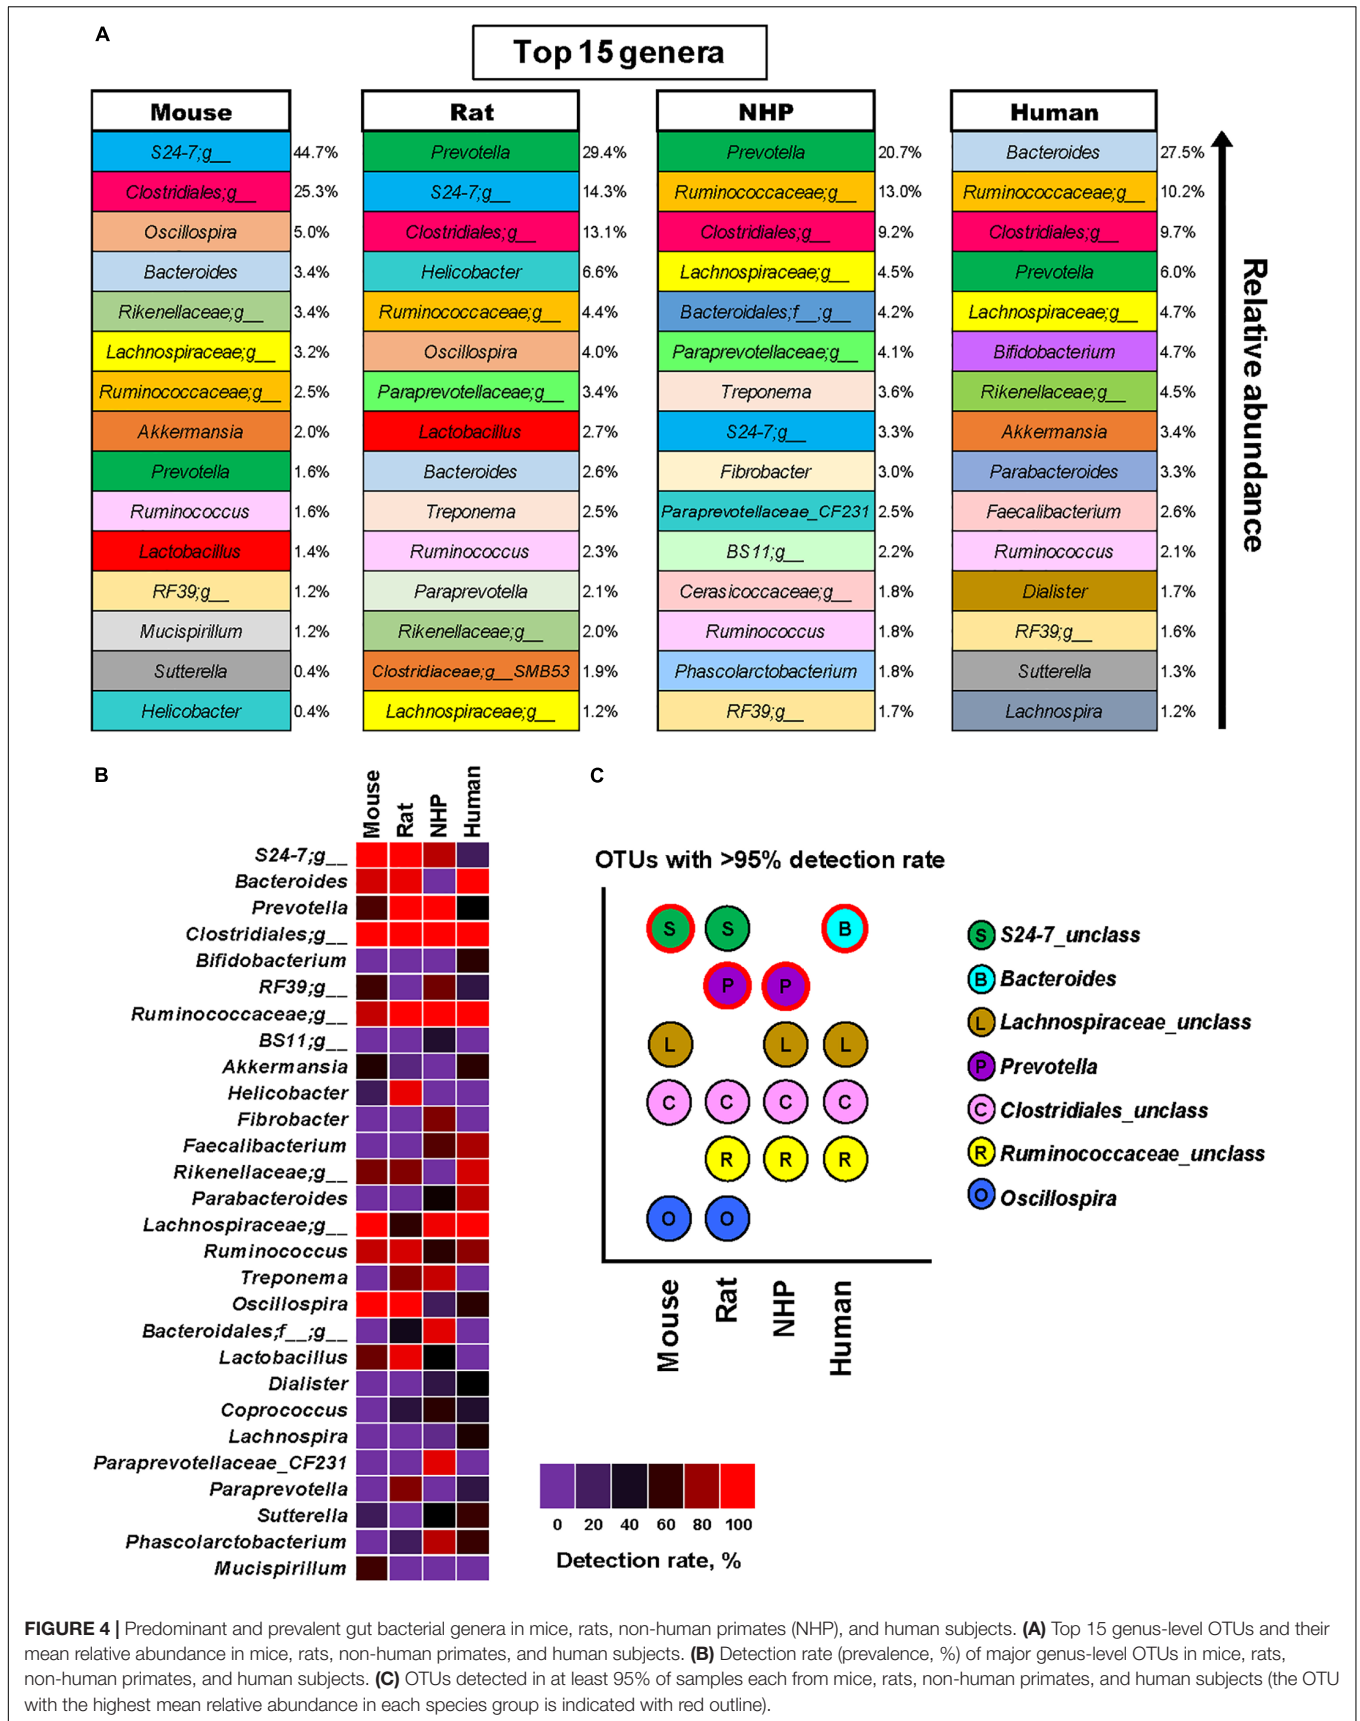 A
Top 15 genera
Mouse
S24-7;g__ 44.7%
Clostridiales;g__ 25.3%
Oscillospira 5.0%
Bacteroides 3.4%
Rikenellaceae;g__ 3.4%
Lachnospiraceae;g__ 3.2%
Ruminococcaceae;g__ 2.5%
Akkermansia 2.0%
Prevotella 1.6%
Ruminococcus 1.6%
Lactobacillus 1.4%
RF39;g__ 1.2%
Mucispirillum 1.2%
Sutterella 0.4%
Helicobacter 0.4%
Rat
Prevotella 29.4%
S24-7;g__ 14.3%
Clostridiales;g__ 13.1%
Helicobacter 6.6%
Ruminococcaceae;g__ 4.4%
Oscillospira 4.0%
Paraprevotellaceae;g__ 3.4%
Lactobacillus 2.7%
Bacteroides 2.6%
Treponema 2.5%
Ruminococcus 2.3%
Paraprevotella 2.1%
Rikenellaceae;g__ 2.0%
Clostridiaceae;g__SMB53 1.9%
Lachnospiraceae;g__ 1.2%
NHP
Prevotella 20.7%
Ruminococcaceae;g__ 13.0%
Clostridiales;g__ 9.2%
Lachnospiraceae;g__ 4.5%
Bacteroidales;f__;g__ 4.2%
Paraprevotellaceae;g__ 4.1%
Treponema 3.6%
S24-7;g__ 3.3%
Fibrobacter 3.0%
Paraprevotellaceae_CF231 2.5%
BS11;g__ 2.2%
Cerasicoccaceae;g__ 1.8%
Ruminococcus 1.8%
Phascolarctobacterium 1.8%
RF39;g__ 1.7%
Human
Bacteroides 27.5%
Ruminococcaceae;g__ 10.2%
Clostridiales;g__ 9.7%
Prevotella 6.0%
Lachnospiraceae;g__ 4.7%
Bifidobacterium 4.7%
Rikenellaceae;g__ 4.5%
Akkermansia 3.4%
Parabacteroides 3.3%
Faecalibacterium 2.6%
Ruminococcus 2.1%
Dialister 1.7%
RF39;g__ 1.6%
Sutterella 1.3%
Lachnospira 1.2%
Relative abundance
B
Mouse Rat NHP Human
S24-7;g__
Bacteroides
Prevotella
Clostridiales;g__
Bifidobacterium
RF39;g__
Ruminococcaceae;g__
BS11;g__
Akkermansia
Helicobacter
Fibrobacter
Faecalibacterium
Rikenellaceae;g__
Parabacteroides
Lachnospiraceae;g__
Ruminococcus
Treponema
Oscillospira
Bacteroidales;f__;g__
Lactobacillus
Dialister
Coprococcus
Lachnospira
Paraprevotellaceae_CF231
Paraprevotella
Sutterella
Phascolarctobacterium
Mucispirillum
0 20 40 60 80 100
Detection rate, %
C
OTUs with >95% detection rate
S S B
P P
L L L
C C C C
R R R
O O
Mouse Rat NHP Human
S S24-7_unclass
B Bacteroides
L Lachnospiraceae_unclass
P Prevotella
C Clostridiales_unclass
R Ruminococcaceae_unclass
O Oscillospira
FIGURE 4 | Predominant and prevalent gut bacterial genera in mice, rats, non-human primates (NHP), and human subjects. (A) Top 15 genus-level OTUs and their
mean relative abundance in mice, rats, non-human primates, and human subjects. (B) Detection rate (prevalence, %) of major genus-level OTUs in mice, rats,
non-human primates, and human subjects. (C) OTUs detected in at least 95% of samples each from mice, rats, non-human primates, and human subjects (the OTU
with the highest mean relative abundance in each species group is indicated with red outline).